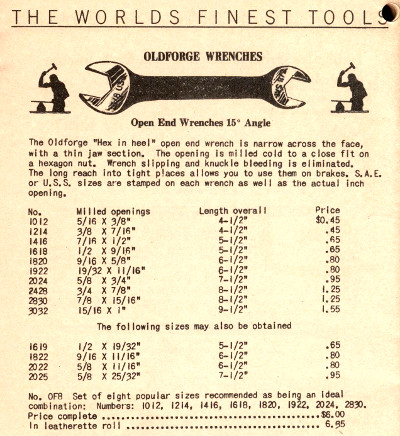 THE WORLDS FINEST TOOLS
OLDFORGE WRENCHES
Open End Wrenches 15° Angle
The Oldforge "Hex in heel" open end wrench is narrow across the face,
with a thin jaw section. The opening is milled cold to a close fit on
a hexagon nut. Wrench slipping and knuckle bleeding is eliminated.
The long reach into tight places allows you to use them on brakes. S.A.E.
or U.S.S. sizes are stamped on each wrench as well as the actual inch
opening.
No. Milled openings Length overall Price
1012 5/16 X 3/8" 4-1/2" $0.45
1214 3/8 X 7/16" 4-1/2" .45
1416 7/16 X 1/2" 5-1/2" .65
1618 1/2 X 9/16" 5-1/2" .65
1820 9/16 X 5/8" 6-1/2" .80
1922 19/32 X 11/16" 6-1/2" .80
2024 5/8 X 3/4" 7-1/2" .95
2428 3/4 X 7/8" 8-1/2" 1.25
2830 7/8 X 15/16" 8-1/2" 1.25
3032 15/16 X 1" 9-1/2" 1.55
The following sizes may also be obtained
1619 1/2 X 19/32" 5-1/2" .65
1822 9/16 X 11/16" 6-1/2" .80
2022 5/8 X 11/16" 6-1/2" .80
2025 5/8 X 25/32" 7-1/2" .95
No. OF8 Set of eight popular sizes recommended as being an ideal
combination: Numbers: 1012, 1214, 1416, 1618, 1820, 1922, 2024, 2830.
Price complete ........................................ $6.00
In leatherette roll .................................... 6.85